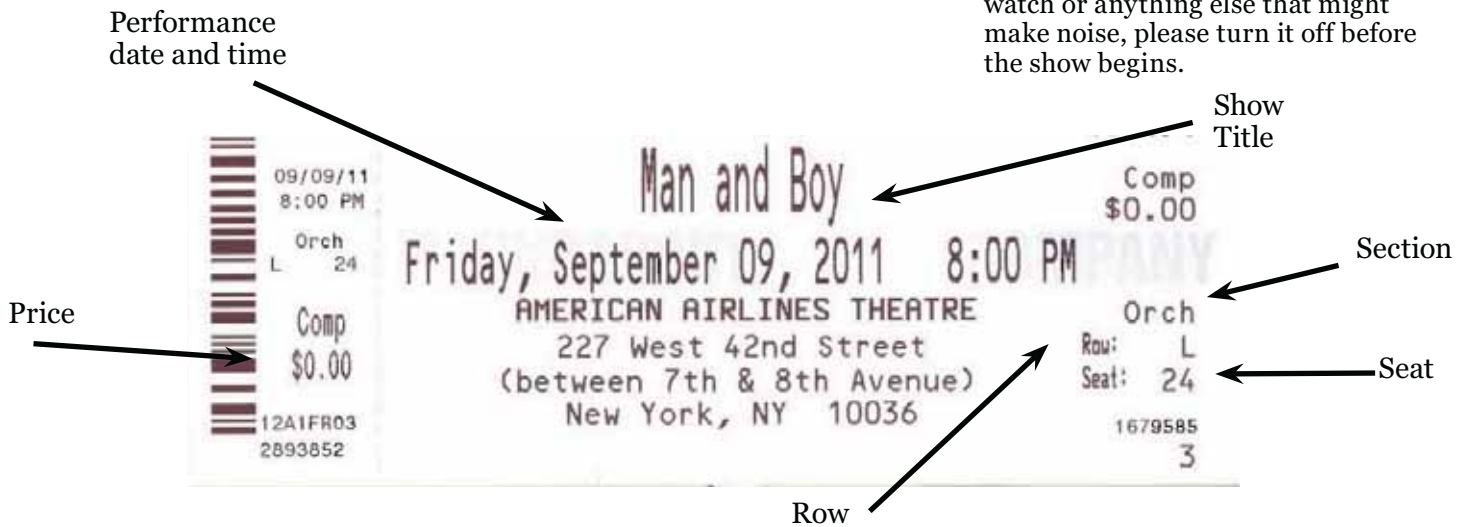 watch or anything else that might
make noise, please turn it off before
the show begins.
Performance
date and time
Show
Title
Section
Price
Seat
Row
09/09/11
8:00 PM
Orch
L 24
Comp
$0.00
12A1FR03
2893852
Man and Boy
Friday, September 09, 2011 8:00 PM
AMERICAN AIRLINES THEATRE
227 West 42nd Street
(between 7th & 8th Avenue)
New York, NY 10036
Comp
$0.00
Orch
Row: L
Seat: 24
1679585
3